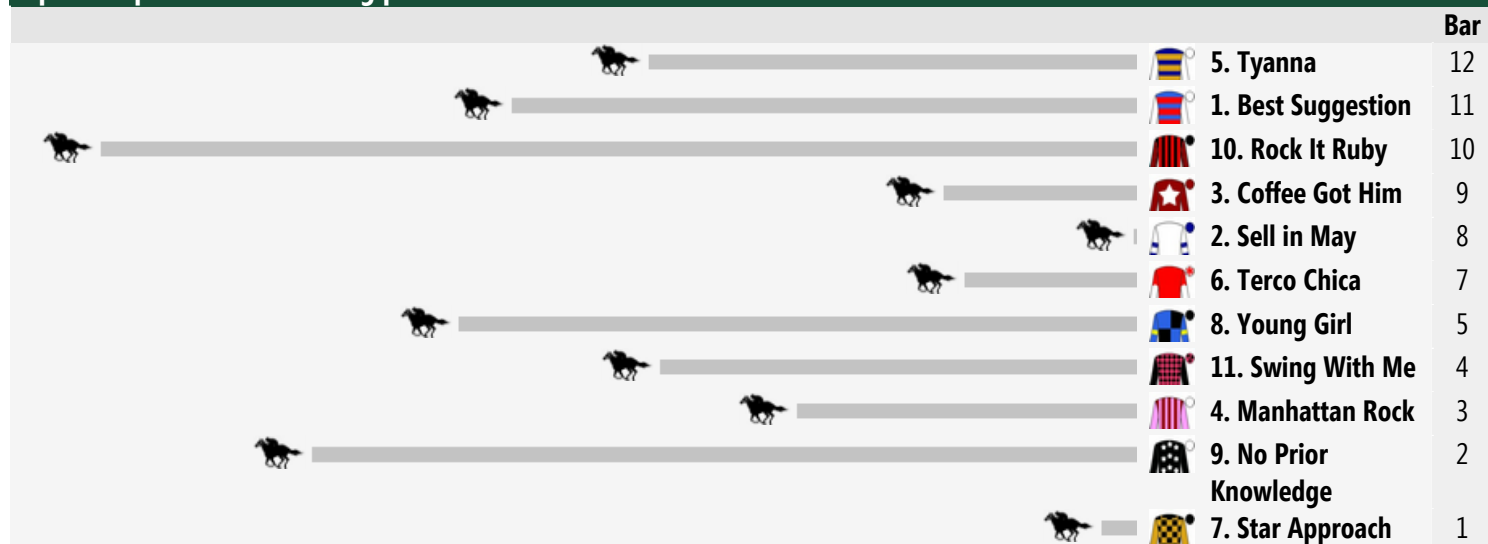 Bar
5. Tyanna 12
1. Best Suggestion 11
10. Rock It Ruby 10
3. Coffee Got Him 9
2. Sell in May 8
6. Terco Chica 7
8. Young Girl 5
11. Swing With Me 4
4. Manhattan Rock 3
9. No Prior 2
Knowledge
7. Star Approach 1